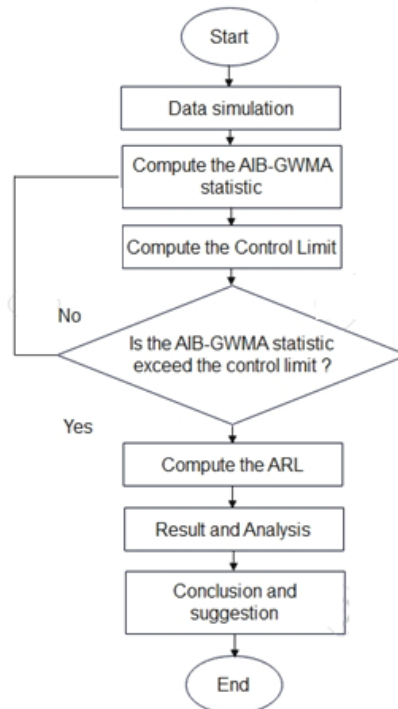 Start
Data simulation
Compute the AIB-GWMA
statistic
Compute the Control Limit
No
Is the AIB-GWMA statistic
exceed the control limit ?
Yes
Compute the ARL
Result and Analysis
Conclusion and
suggestion
End